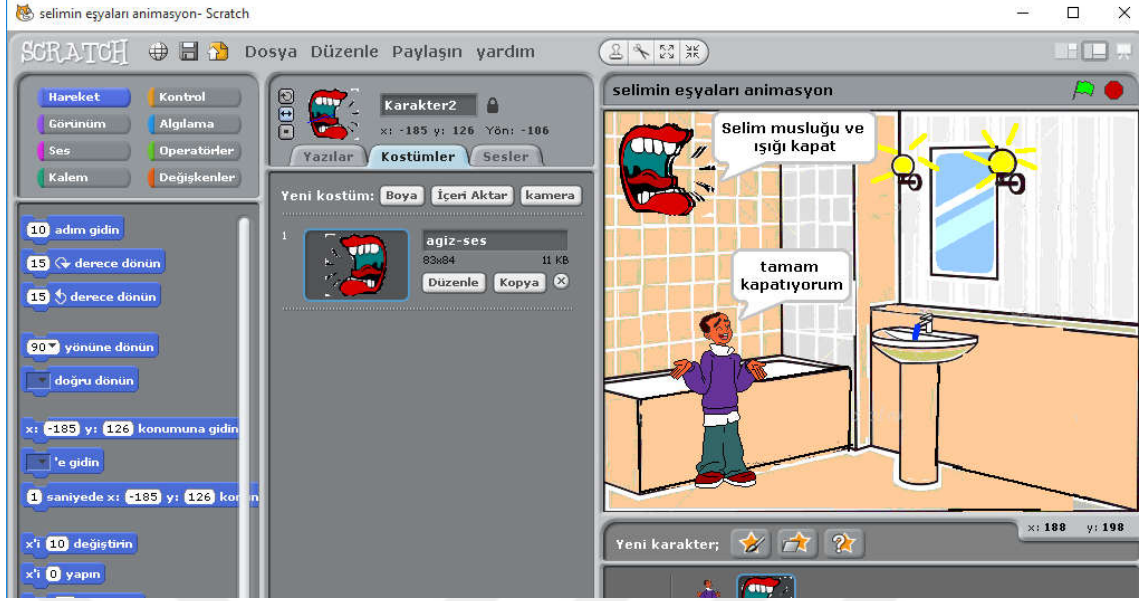 selimin eşyaları animasyon- Scratch
SCRATCH Dosya Düzenle Paylaşın yardım
Hareket Kontrol
Görünüm Algılama
Ses Operatörler
Kalem Değişkenler
10 adım gidin
15 derece dönün
15 derece dönün
90 yönüne dönün
doğru dönün
x: -185 y: 126 konumuna gidin
'e gidin
1 saniyede x: -185 y: 126
x'i 10 değiştirin
x'i 0 yapın
Karakter2
x: -185 y: 126 Yön: -106
Yazılar Kostümler Sesler
Yeni kostüm: Boya İçeri Aktar kamera
1
agiz-ses
83x84 11 KB
Düzenle Kopya
selimin eşyaları animasyon
Selim musluğu ve
ışığı kapat
tamam
kapatıyorum
x: 188 y: 198
Yeni karakter;